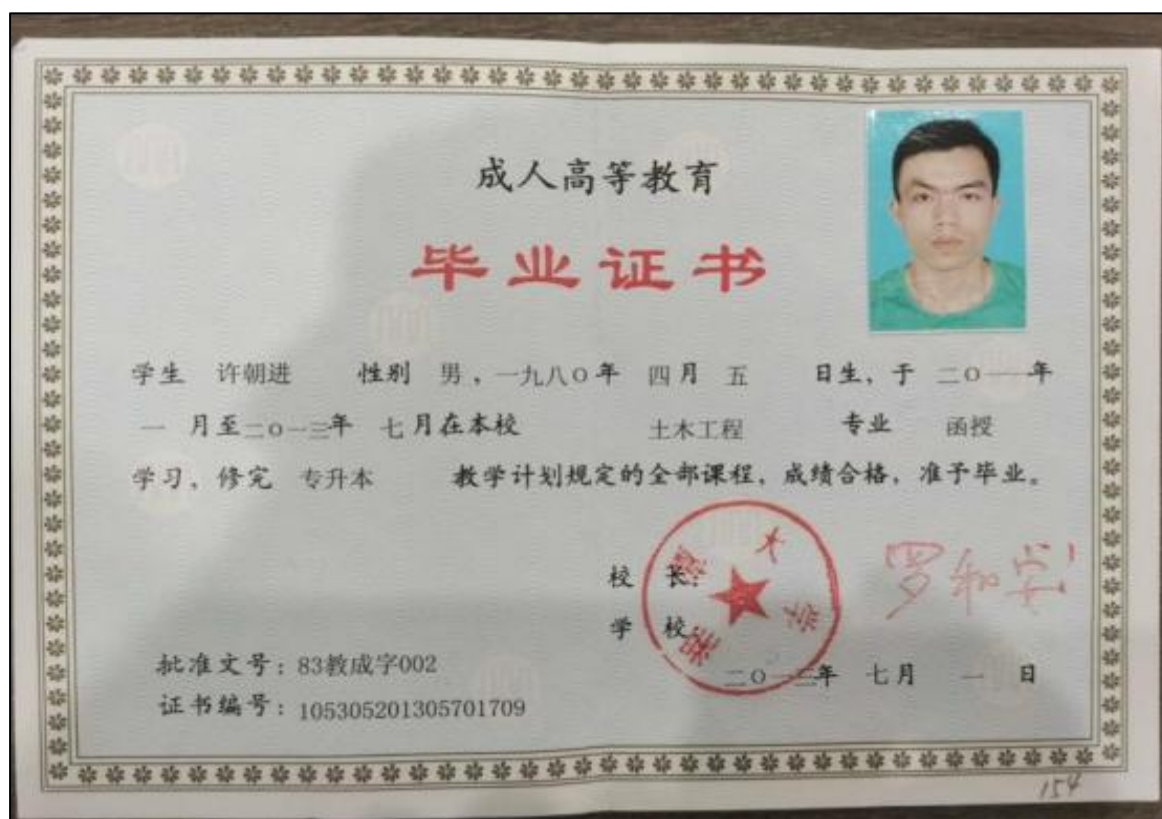 成人高等教育
毕业证书
学生 许朝进 性别 男,一九八〇年 四月 五 日生,于 二〇一一年
一 月至二〇一三年 七月在本校 土木工程 专业 函授
学习、修完 专升本 教学计划规定的全部课程,成绩合格,准予毕业。
湘潭大学
校 长:
罗和安
学 校:
二〇一三年 七月 一 日
批准文号:83教成字002
证书编号:105305201305701709
154